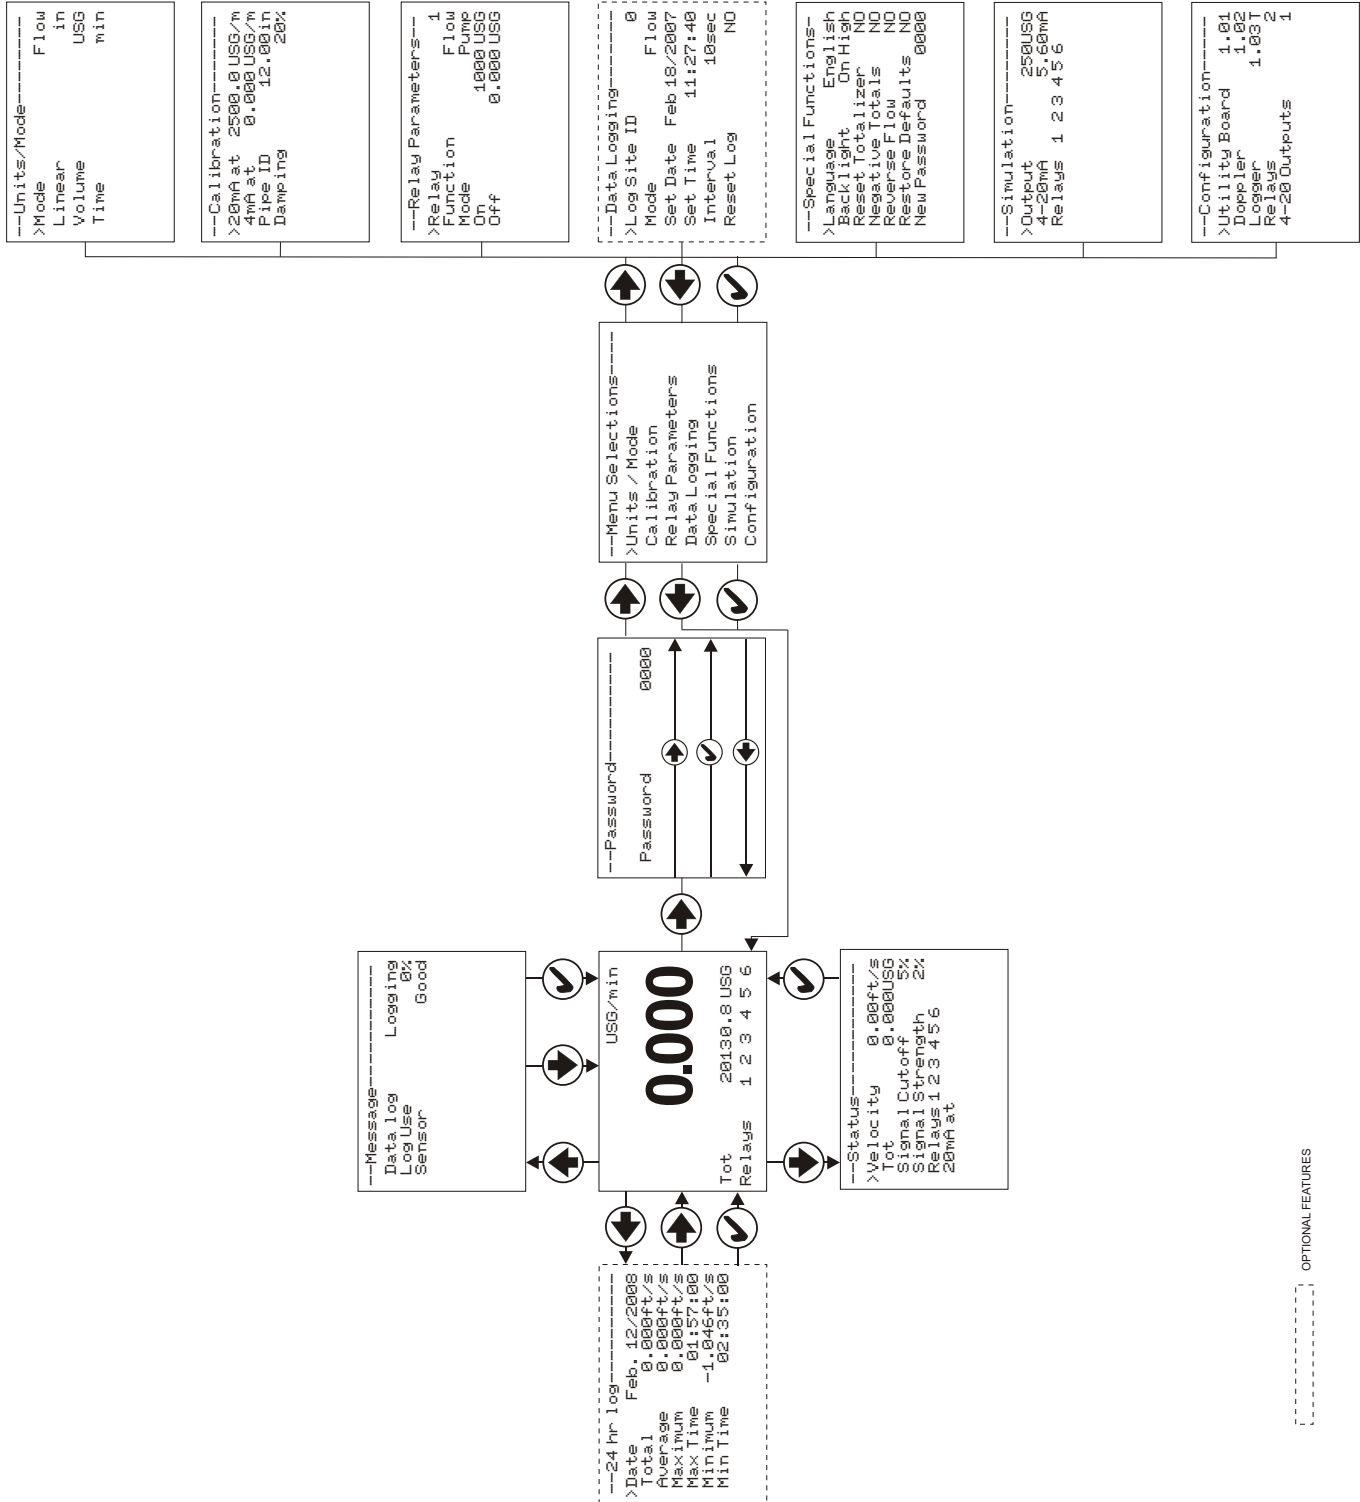 --Units/Mode---------
>Mode Flow
Linear in
Volume USG
Time min
--Calibration--------
>20mA at 2500.0 USG/m
4mA at 0.000 USG/m
Pipe ID 12.00in
Damping 20%
--Relay Parameters---
>Relay 1
Function Flow
Mode Pump
On 1000 USG
Off 0.000 USG
--Data Logging--------
>Log Site ID 0
Mode Flow
Set Date Feb 18/2007
Set Time 11:27:40
Interval 10sec
Reset Log NO
--Special Functions-
>Language English
Backlight On High
Reset Totalizer NO
Negative Totals NO
Reverse Flow NO
Restore Defaults NO
New Password 0000
--Simulation----------
>Output 250USG
4-20mA 5.60mA
Relays 1 2 3 4 5 6
--Configuration------
>Utility Board 1.01
Doppler 1.02
Logger 1.03T
Relays 2
4-20 Outputs 1
--Menu Selections----
>Units / Mode
Calibration
Relay Parameters
Data Logging
Special Functions
Simulation
Configuration
--Password-----------
Password 0000
--Message------------
Data log Logging
Log Use 0%
Sensor Good
USG/min
0.000
Tot 20130.8 USG
Relays 1 2 3 4 5 6
--Status-------------
>Velocity 0.00ft/s
Tot 0.000USG
Signal Cutoff 5%
Signal Strength 2%
Relays 1 2 3 4 5 6
20mA at
--24 hr log----------
>Date Feb. 12/2008
Total 0.000ft/s
Average 0.000ft/s
Maximum 0.000ft/s
Max Time 01:57:00
Minimum -1.046ft/s
Min Time 02:35:00
OPTIONAL FEATURES